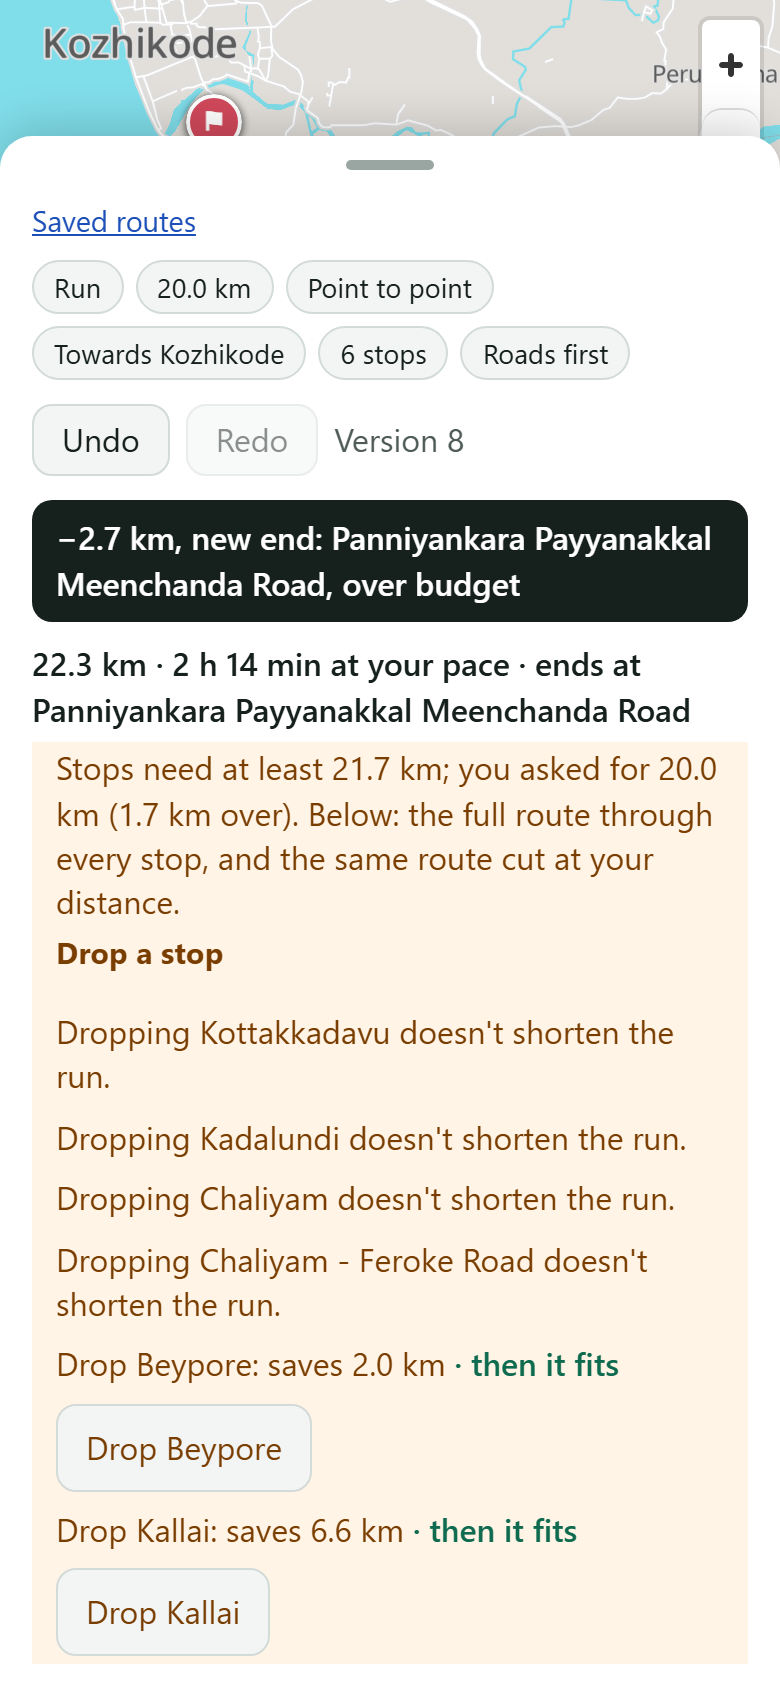 Kozhikode
Peru
na
+
Saved routes
Run
20.0 km
Point to point
Towards Kozhikode
6 stops
Roads first
Undo
Redo
Version 8
−2.7 km, new end: Panniyankara Payyanakkal
Meenchanda Road, over budget
22.3 km · 2 h 14 min at your pace · ends at
Panniyankara Payyanakkal Meenchanda Road
Stops need at least 21.7 km; you asked for 20.0
km (1.7 km over). Below: the full route through
every stop, and the same route cut at your
distance.
Drop a stop
Dropping Kottakkadavu doesn't shorten the
run.
Dropping Kadalundi doesn't shorten the run.
Dropping Chaliyam doesn't shorten the run.
Dropping Chaliyam - Feroke Road doesn't
shorten the run.
Drop Beypore: saves 2.0 km · then it fits
Drop Beypore
Drop Kallai: saves 6.6 km · then it fits
Drop Kallai